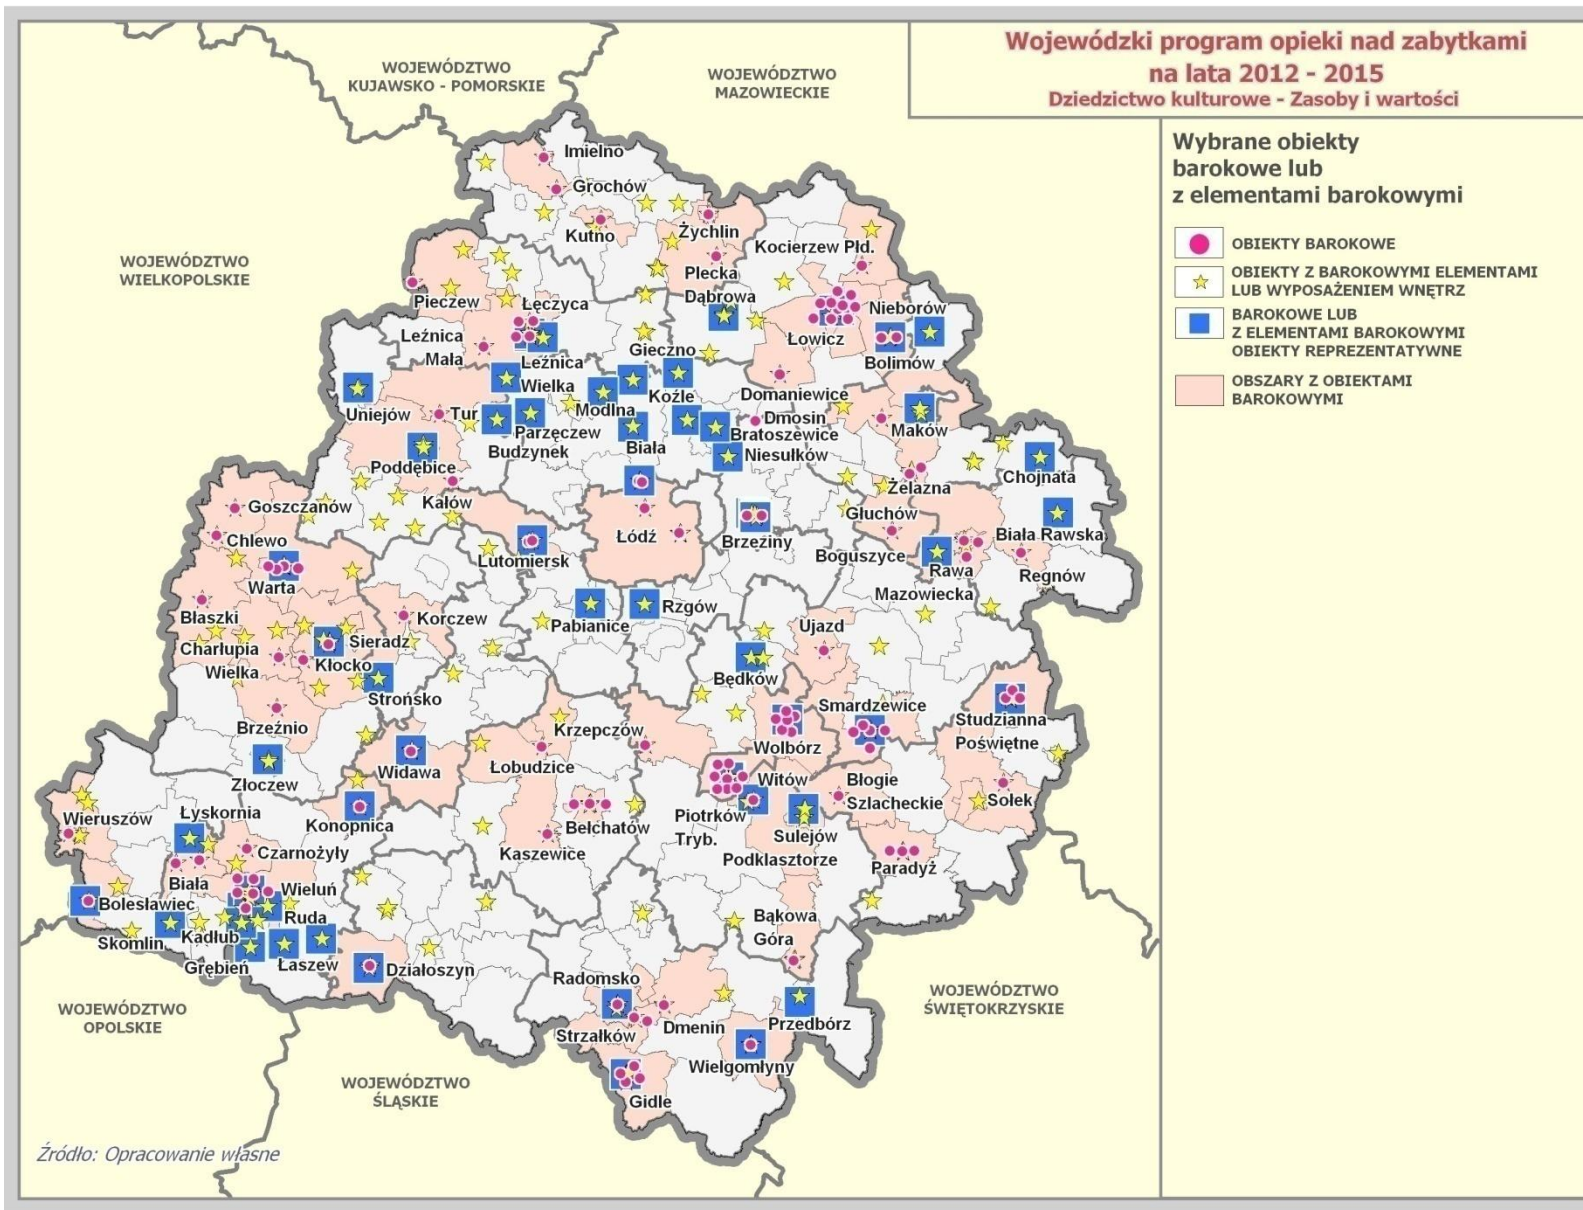 Wojewódzki program opieki nad zabytkami
na lata 2012 - 2015
Dziedzictwo kulturowe - Zasoby i wartości
Wybrane obiekty
barokowe lub
z elementami barokowymi
OBIEKTY BAROKOWE
OBIEKTY Z BAROKOWYMI ELEMENTAMI
LUB WYPOSAŻENIEM WNĘTRZ
BAROKOWE LUB
Z ELEMENTAMI BAROKOWYMI
OBIEKTY REPREZENTATYWNE
OBSZARY Z OBIEKTAMI
BAROKOWYMI
WOJEWÓDZTWO
KUJAWSKO - POMORSKIE
WOJEWÓDZTWO
MAZOWIECKIE
WOJEWÓDZTWO
WIELKOPOLSKIE
Imielno
Grochów
Kutno
Żychlin
Kocierzew Płd.
Plecka
Dąbrowa
Pieczew
Łęczyca
Nieborów
Leźnica
Mała
Łowicz
Gieczno
Bolimów
Leźnica
Wielka
Uniejów
Tur
Modlna
Koźle
Domaniewice
Dmosin
Parzęczew
Biała
Bratoszewice
Maków
Budzynek
Niesułków
Poddębice
Chojnata
Żelazna
Kałów
Goszczanów
Głuchów
Biała Rawska
Chlewo
Lutomiersk
Łódź
Brzeziny
Boguszyce
Rawa
Mazowiecka
Regnów
Warta
Błaszki
Korczew
Pabianice
Rzgów
Ujazd
Charłupia
Wielka
Sieradz
Kłocko
Strońsko
Będków
Brzeźnio
Krzepczów
Smardzewice
Studzianna
Poświętne
Wolbórz
Złoczew
Widawa
Łobudzice
Witów
Błogie
Szlacheckie
Sołek
Wieruszów
Łyskornia
Konopnica
Bełchatów
Piotrków
Tryb.
Sulejów
Podklasztorze
Czarnożyły
Kaszewice
Paradyż
Biała
Wieluń
Bolesławiec
Ruda
Skomlin
Kadłub
Bąkowa
Góra
Grębień
Łaszew
Działoszyn
Radomsko
Strzałków
Dmenin
Przedbórz
Wielgomłyny
Gidle
WOJEWÓDZTWO
OPOLSKIE
WOJEWÓDZTWO
ŚLĄSKIE
WOJEWÓDZTWO
ŚWIĘTOKRZYSKIE
Źródło: Opracowanie własne